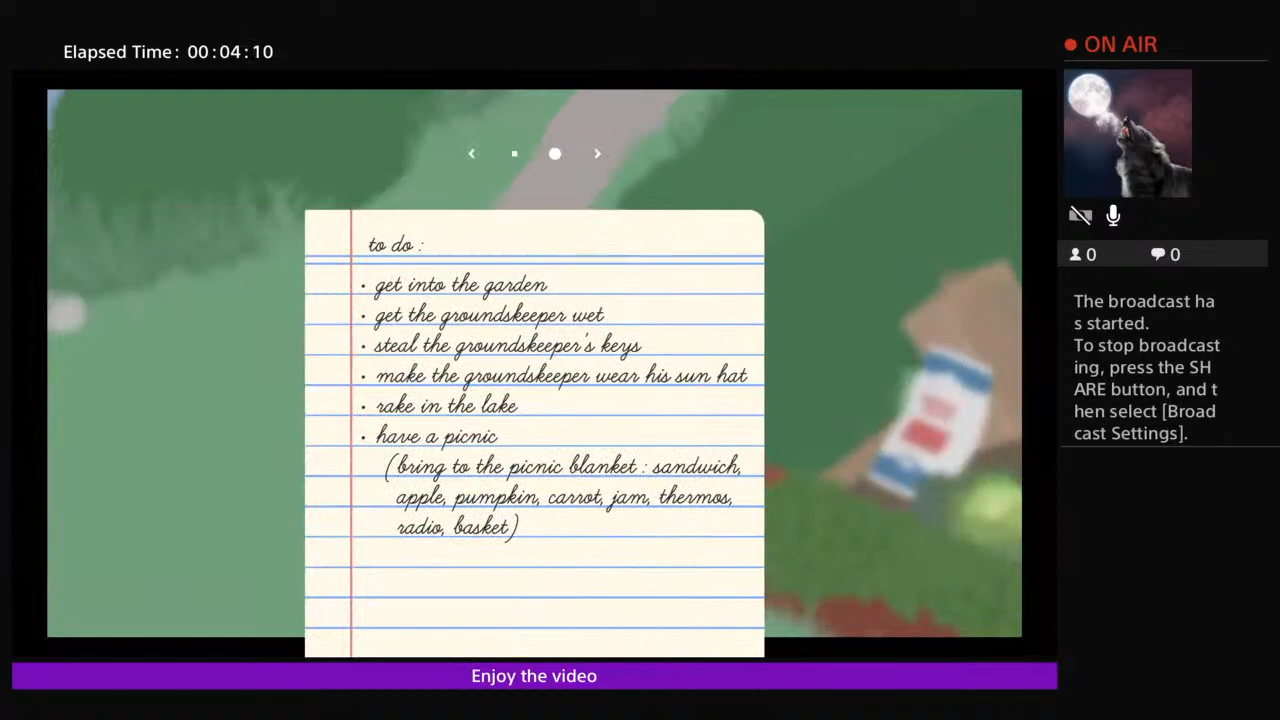 Elapsed Time: 00:04:10
ON AIR
to do :
• get into the garden
• get the groundskeeper wet
• steal the groundskeeper's keys
• make the groundskeeper wear his sun hat
• rake in the lake
• have a picnic
(bring to the picnic blanket : sandwich,
apple, pumpkin, carrot, jam, thermos,
radio, basket)
0
0
The broadcast ha
s started.
To stop broadcast
ing, press the SH
ARE button, and t
hen select [Broad
cast Settings].
Enjoy the video